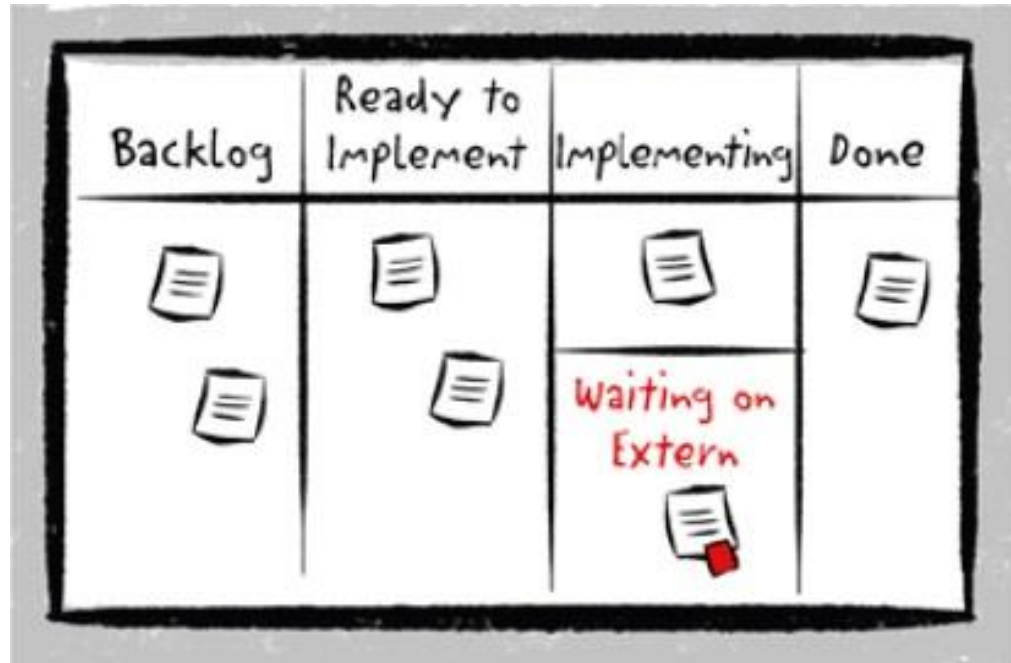 Backlog
Ready to
Implement
Implementing
Done
Waiting on
Extern